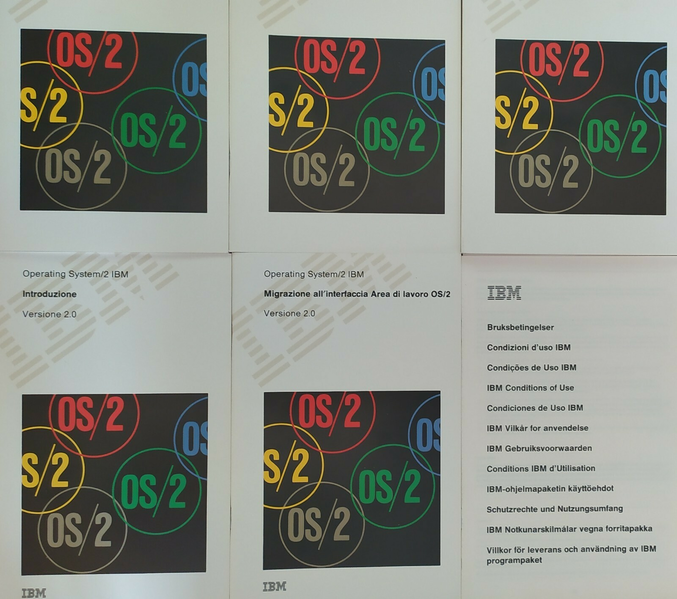 OS/2
OS
S/2
OS/2
OS/2
OS/2
OS
S/2
OS/2
OS/2
OS/2
OS
S/2
OS/2
OS/2
Operating System/2 IBM
Introduzione
Versione 2.0
OS/2
OS
S/2
OS/2
OS/2
IBM
Operating System/2 IBM
Migrazione all'interfaccia Area di lavoro OS/2
Versione 2.0
OS/2
OS
S/2
OS/2
OS/2
IBM
IBM
Bruksbetingelser
Condizioni d'uso IBM
Condições de Uso IBM
IBM Conditions of Use
Condiciones de Uso IBM
IBM Vilkår for anvendelse
IBM Gebruiksvoorwaarden
Conditions IBM d'Utilisation
IBM-ohjelmapaketin käyttöehdot
Schutzrechte und Nutzungsumfang
IBM Notkunarskilmálar vegna forritapakka
Villkor för leverans och användning av IBM
programpaket